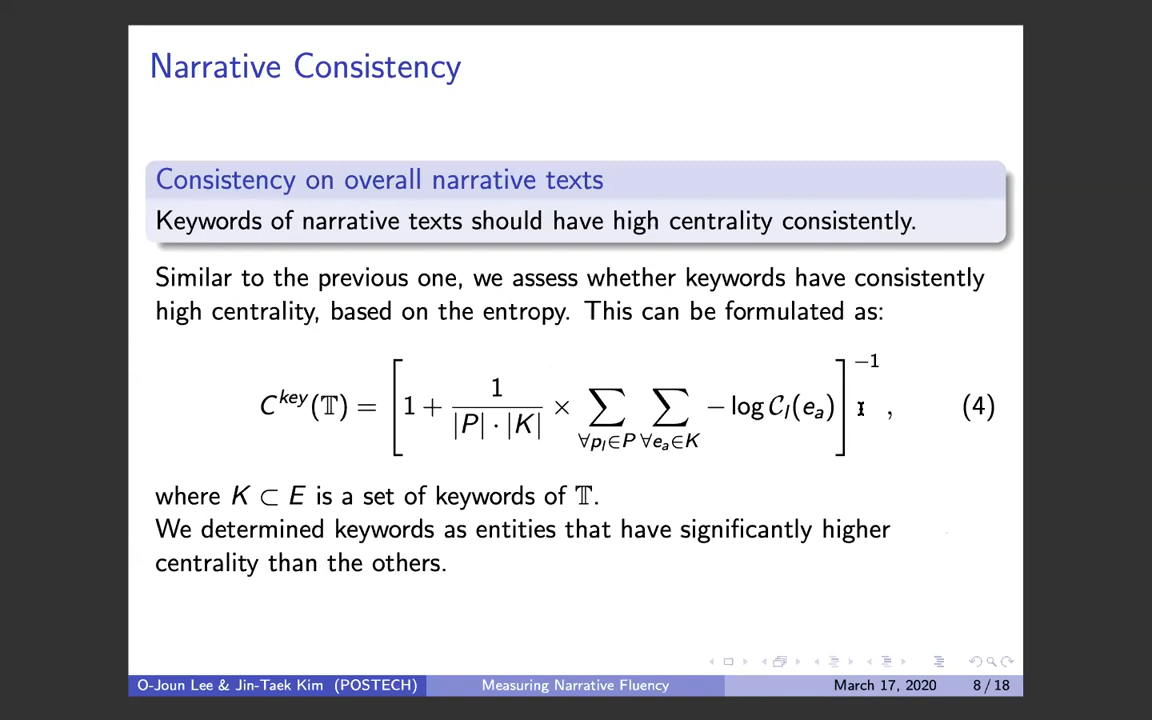 Narrative Consistency
Consistency on overall narrative texts
Keywords of narrative texts should have high centrality consistently.
Similar to the previous one, we assess whether keywords have consistently
high centrality, based on the entropy. This can be formulated as:
C^{key}(𝕋) = [1 + \frac{1}{|P| · |K|} × ∑_{∀p_l∈P} ∑_{∀e_a∈K} − log 𝒞_l(e_a)]^{−1}, (4)
where K ⊂ E is a set of keywords of 𝕋.
We determined keywords as entities that have significantly higher
centrality than the others.
O-Joun Lee & Jin-Taek Kim (POSTECH) Measuring Narrative Fluency March 17, 2020 8 / 18